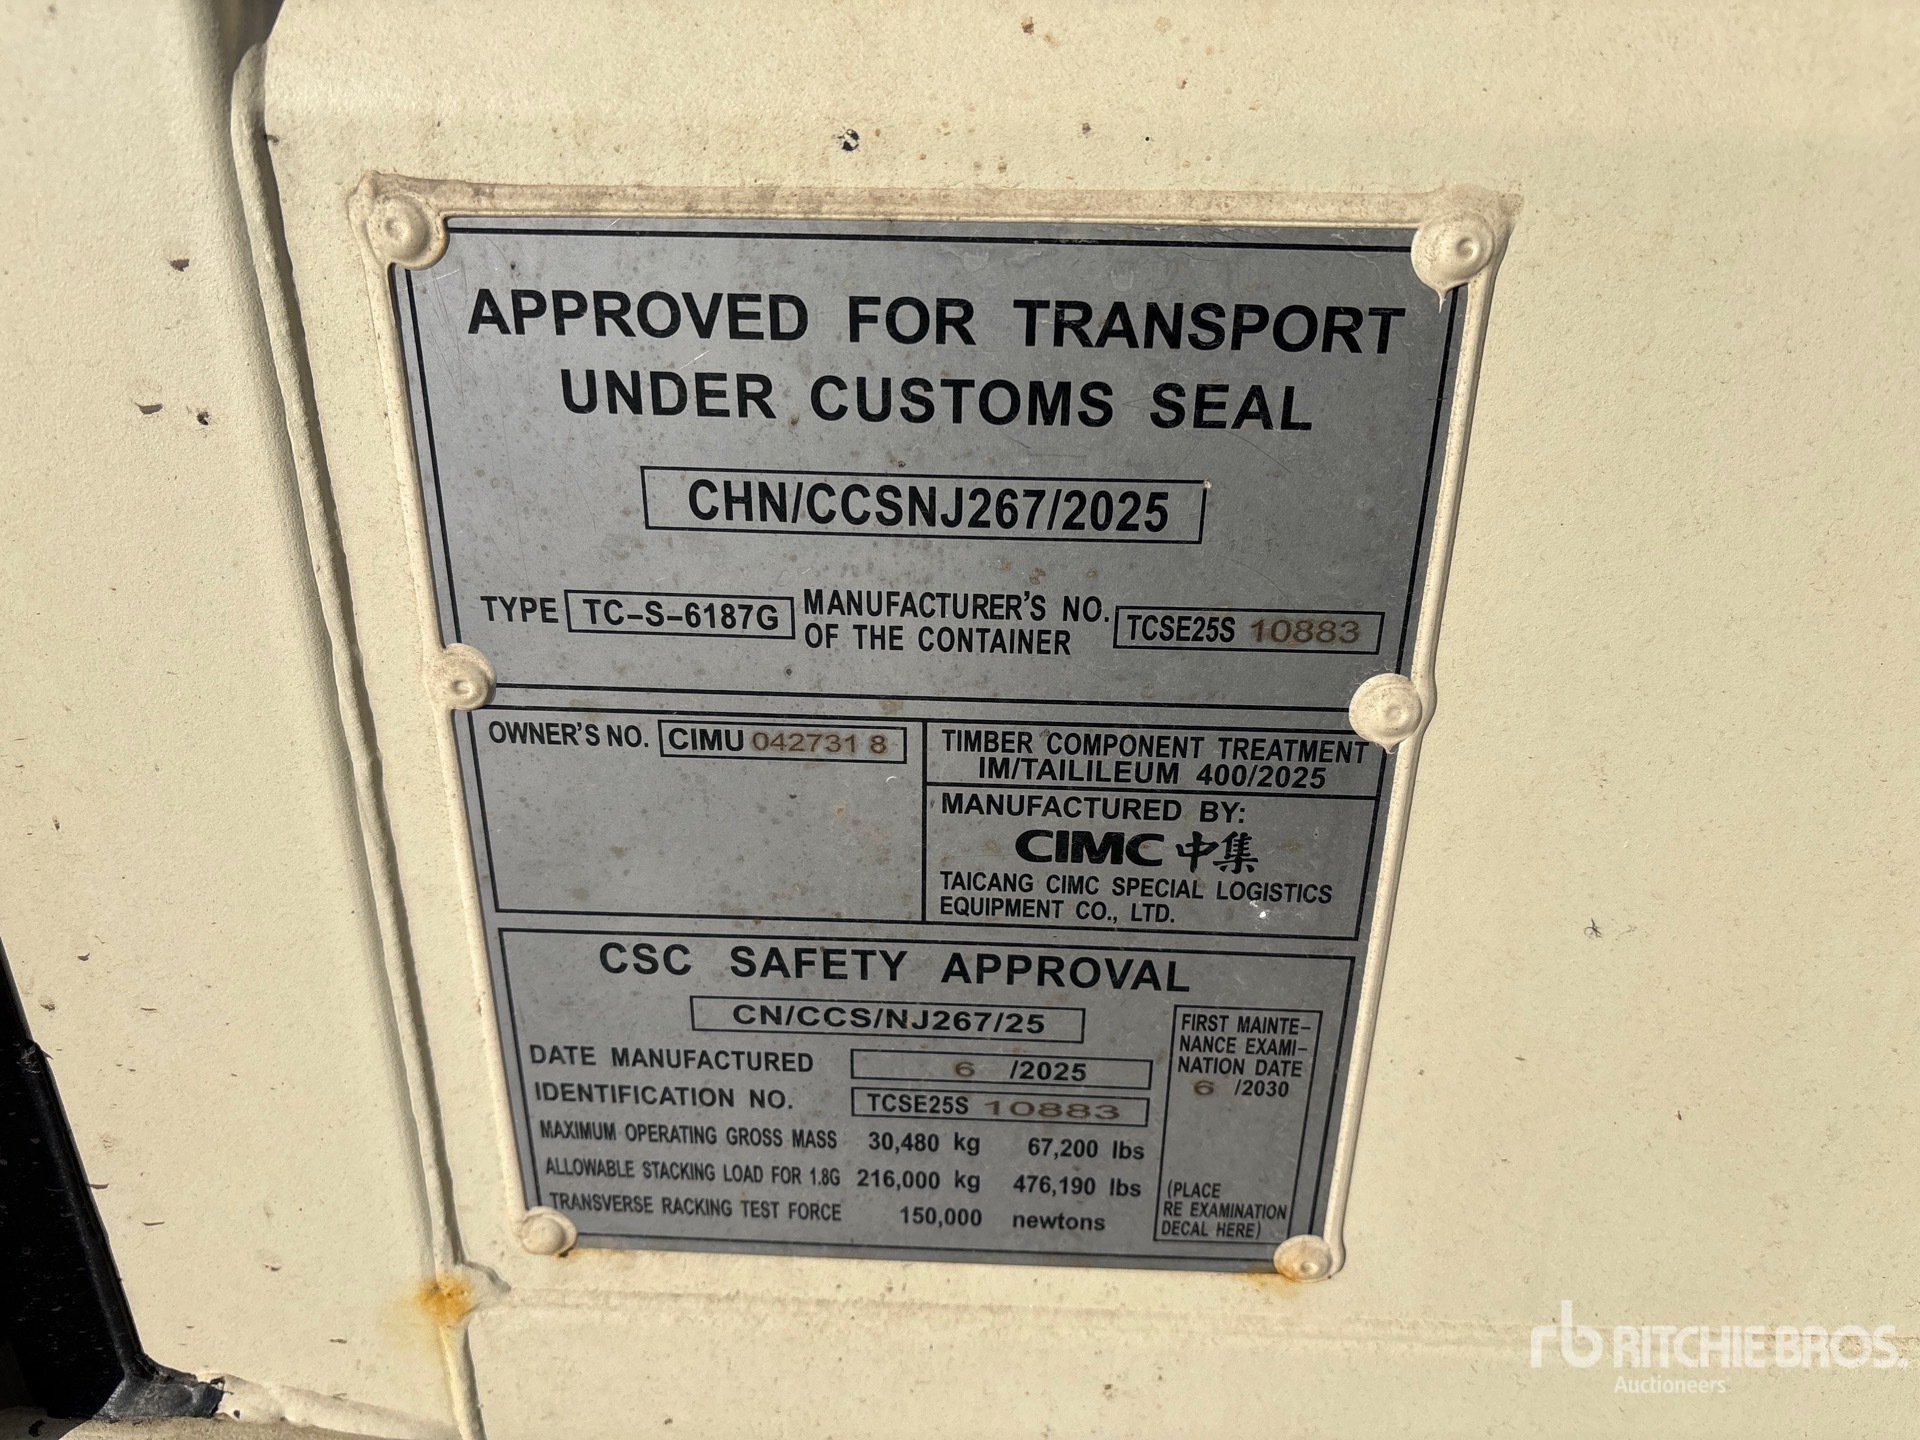 APPROVED FOR TRANSPORT
UNDER CUSTOMS SEAL
CHN/CCSNJ267/2025
TYPE TC-S-6187G MANUFACTURER'S NO.
OF THE CONTAINER TCSE25S 10883
OWNER'S NO. CIMU 042731 8
TIMBER COMPONENT TREATMENT
IM/TAILILEUM 400/2025
MANUFACTURED BY:
CIMC 中集
TAICANG CIMC SPECIAL LOGISTICS
EQUIPMENT CO., LTD.
CSC SAFETY APPROVAL
CN/CCS/NJ267/25
DATE MANUFACTURED 6 /2025
IDENTIFICATION NO. TCSE25S 10883
MAXIMUM OPERATING GROSS MASS 30,480 kg 67,200 lbs
ALLOWABLE STACKING LOAD FOR 1.8G 216,000 kg 476,190 lbs
TRANSVERSE RACKING TEST FORCE 150,000 newtons
FIRST MAINTE-
NANCE EXAMI-
NATION DATE
6 /2030
(PLACE
RE EXAMINATION
DECAL HERE)
rb RITCHIE BROS.
Auctioneers